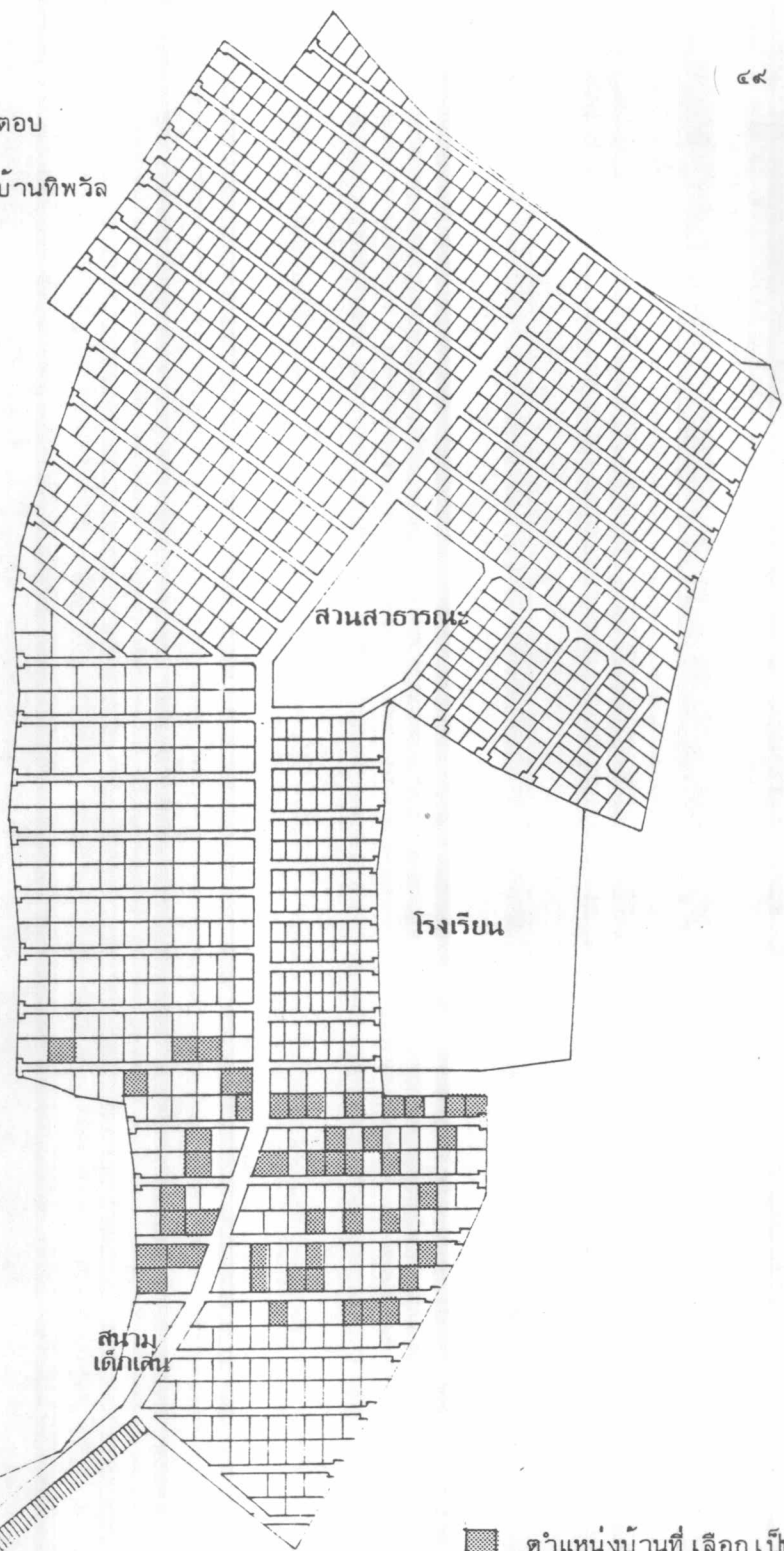 ๔๙
ตอบ
บ้านทิพวัล
สวนสาธารณะ
โรงเรียน
สนาม
เด็กเล่น
ตำแหน่งบ้านที่ เลือก เป็